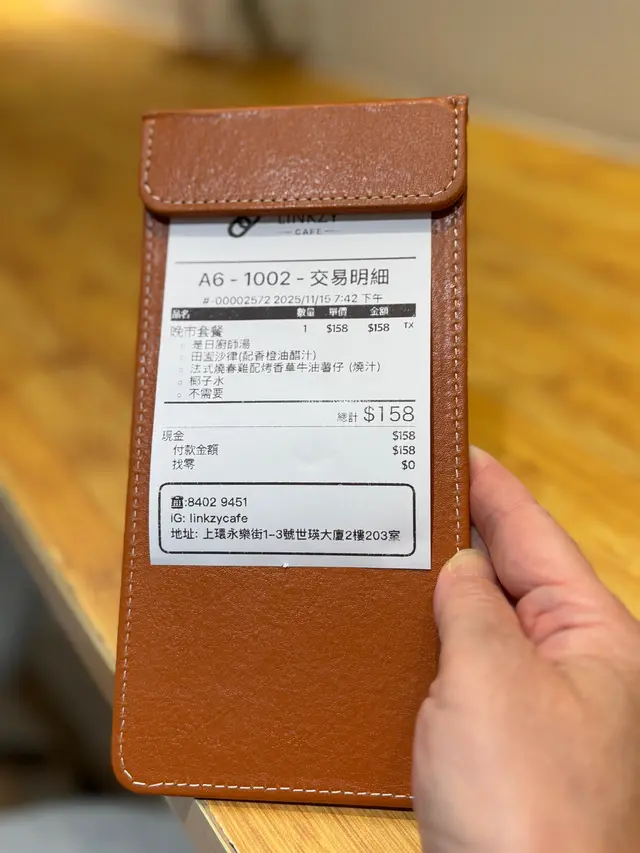 LINKZY
CAFE
A6 - 1002 - 交易明細
#-00002572 2025/11/15 7:42 下午
品名 數量 單價 金額
晚市套餐 1 $158 $158 TX
是日廚師湯
田園沙律(配香橙油醋汁)
法式燒春雞配烤香草牛油薯仔 (燒汁)
椰子水
不需要
總計 $158
現金 $158
付款金額 $158
找零 $0
☎:8402 9451
iG: linkzycafe
地址: 上環永樂街1-3號世瑛大廈2樓203室